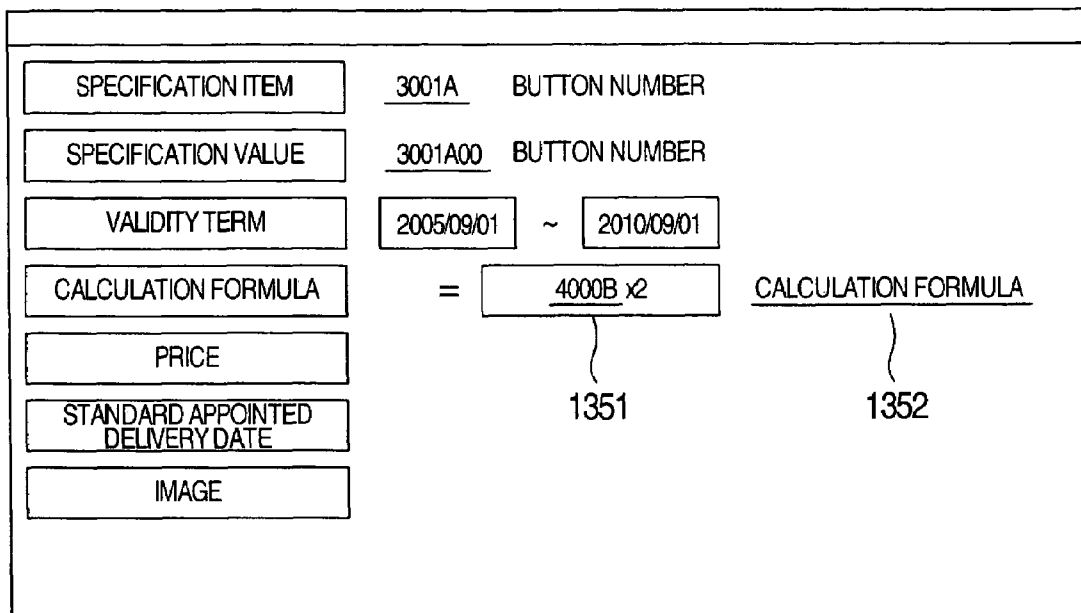 SPECIFICATION ITEM 3001A BUTTON NUMBER
SPECIFICATION VALUE 3001A00 BUTTON NUMBER
VALIDITY TERM 2005/09/01 ~ 2010/09/01
CALCULATION FORMULA = 4000B x2 CALCULATION FORMULA
PRICE
1351 1352
STANDARD APPOINTED
DELIVERY DATE
IMAGE